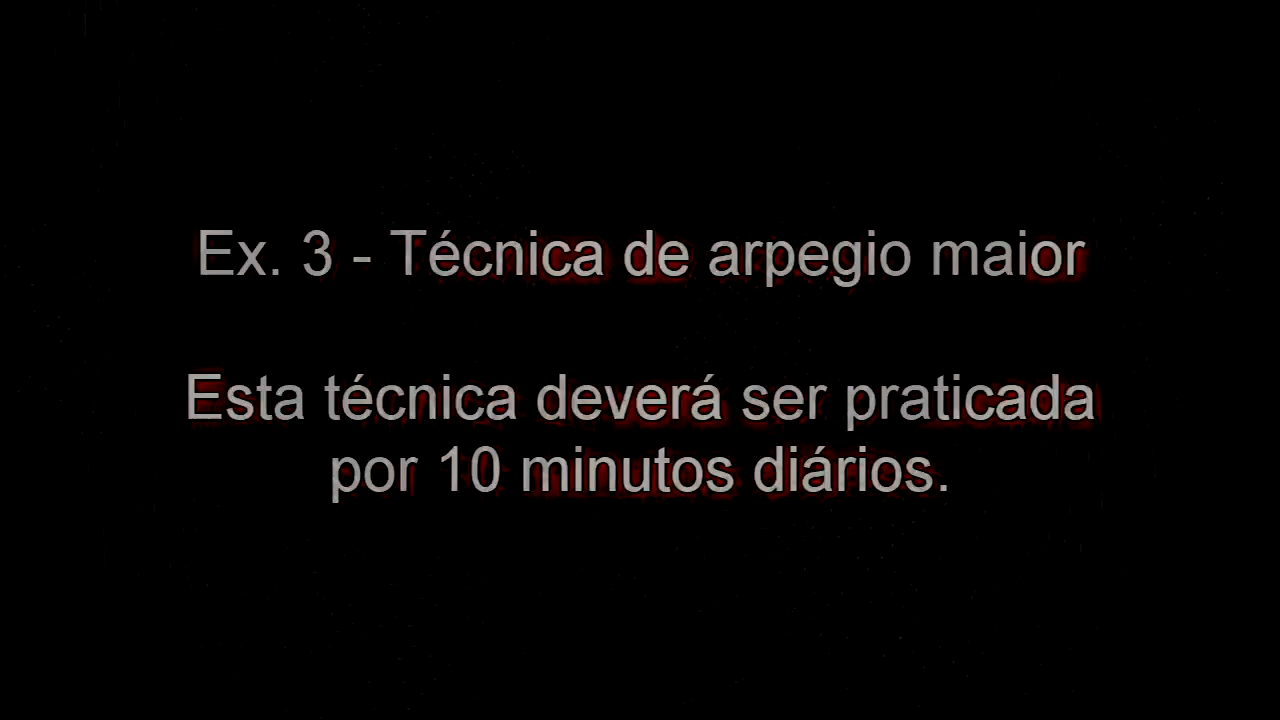 Ex. 3 - Técnica de arpegio maior
Esta técnica deverá ser praticada
por 10 minutos diários.